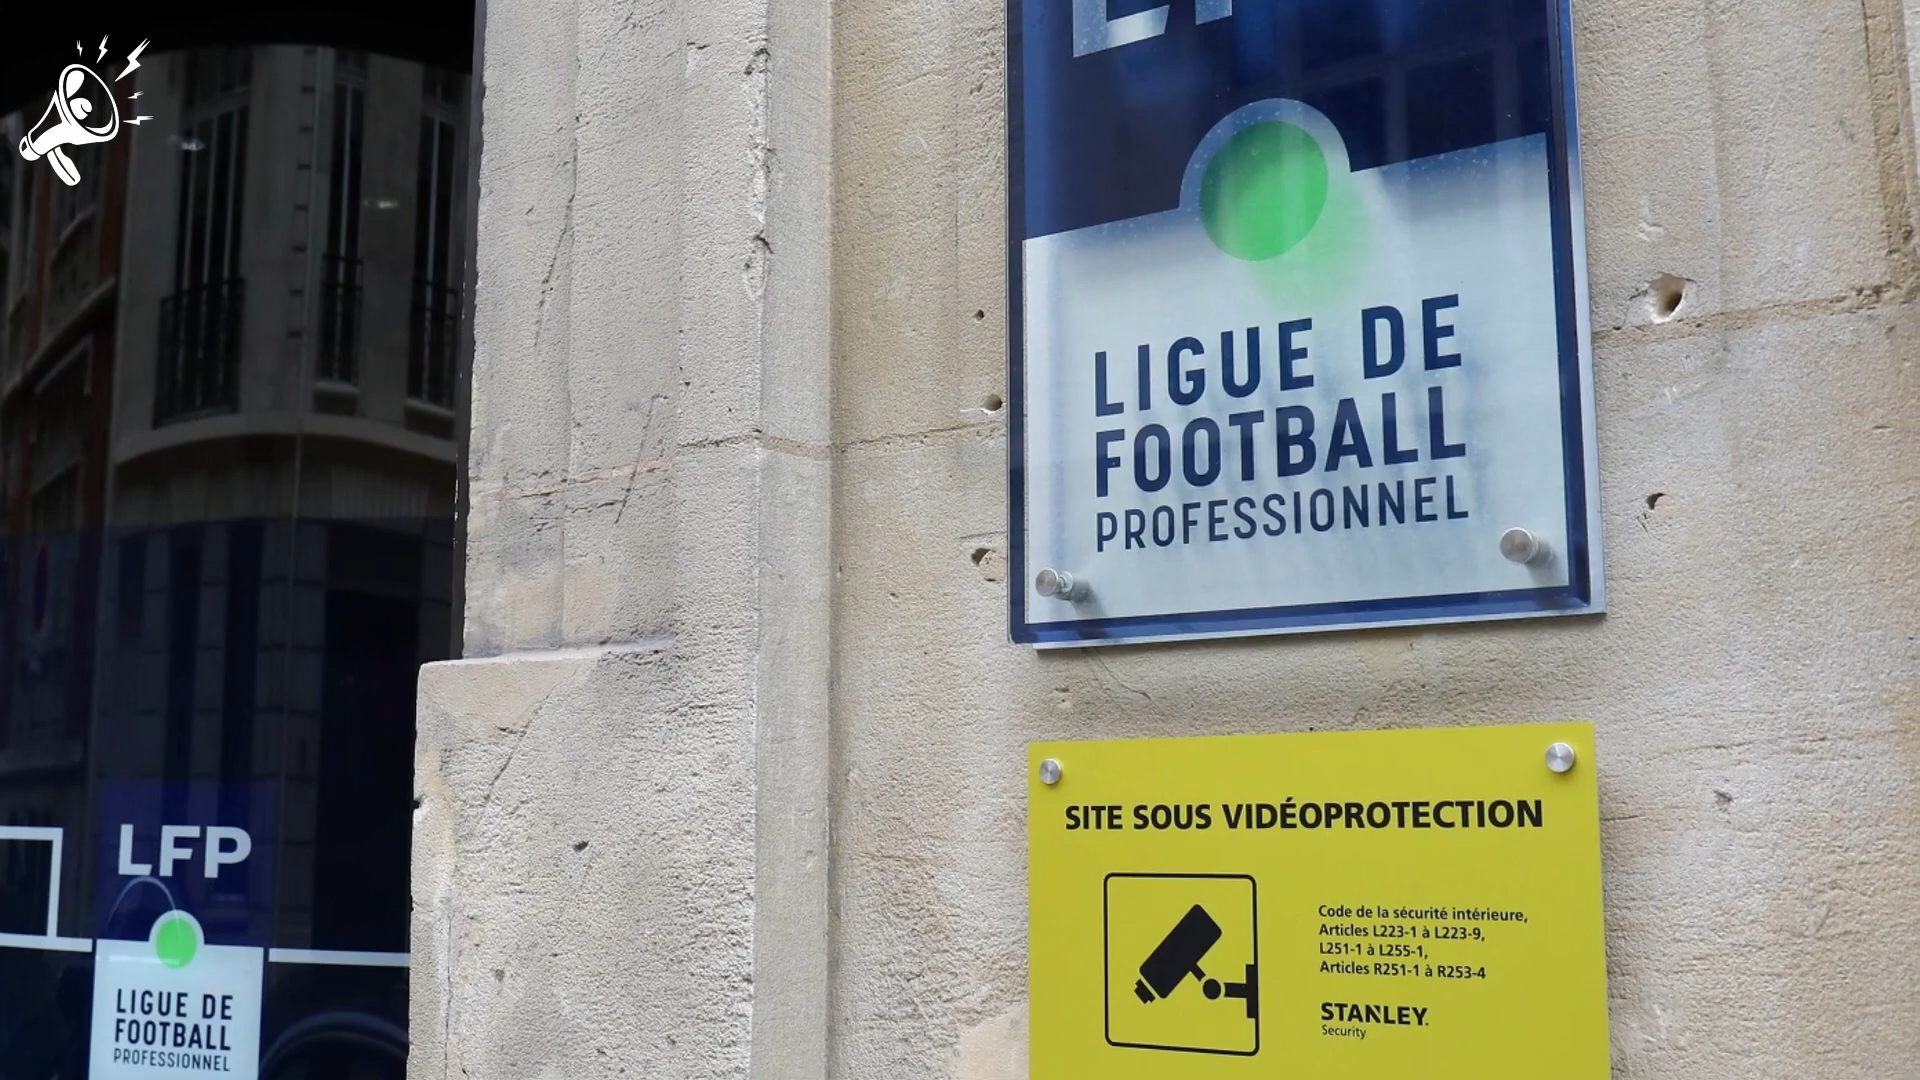 LFP
LIGUE DE
FOOTBALL
PROFESSIONNEL
SITE SOUS VIDÉOPROTECTION
Code de la sécurité intérieure,
Articles L223-1 à L223-9,
L251-1 à L255-1,
Articles R251-1 à R253-4
STANLEY.
Security
LFP
LIGUE DE
FOOTBALL
PROFESSIONNEL